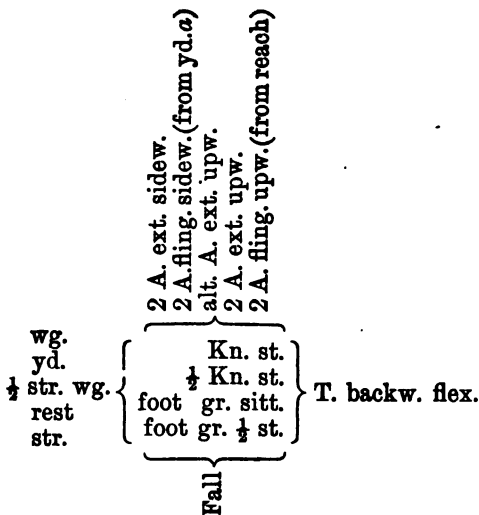 2 A. ext. sidew.
2 A. fling. sidew. (from yd. a)
alt. A. ext. upw.
2 A. ext. upw.
2 A. fling. upw. (from reach)
wg.
yd.
½ str. wg.
rest
str.
Kn. st.
½ Kn. st.
foot gr. sitt.
foot gr. ½ st.
T. backw. flex.
Fall